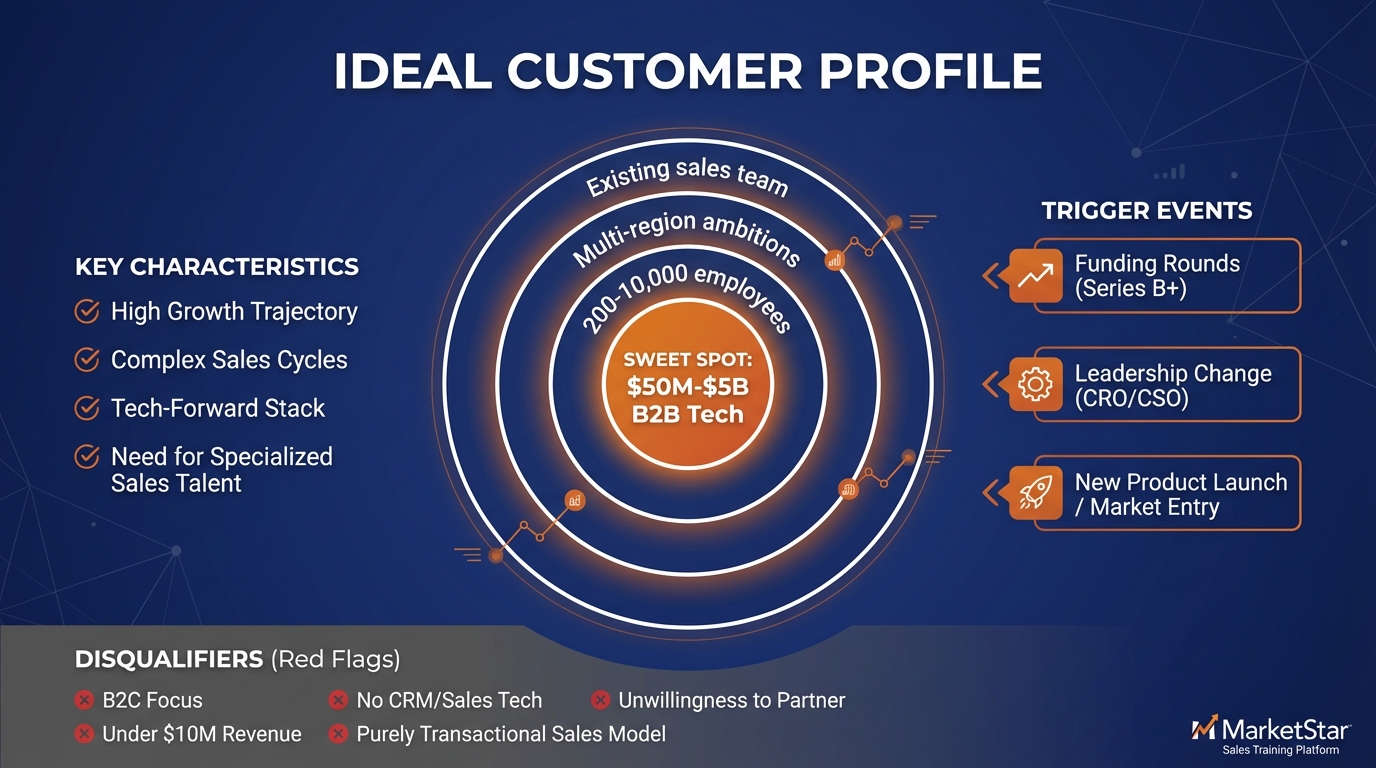 IDEAL CUSTOMER PROFILE
KEY CHARACTERISTICS
High Growth Trajectory
Complex Sales Cycles
Tech-Forward Stack
Need for Specialized
Sales Talent
Existing sales team
Multi-region ambitions
200-10,000 employees
SWEET SPOT:
$50M-$5B
B2B Tech
TRIGGER EVENTS
Funding Rounds
(Series B+)
Leadership Change
(CRO/CSO)
New Product Launch
/ Market Entry
DISQUALIFIERS (Red Flags)
B2C Focus
No CRM/Sales Tech
Unwillingness to Partner
Under $10M Revenue
Purely Transactional Sales Model
MarketStar
Sales Training Platform